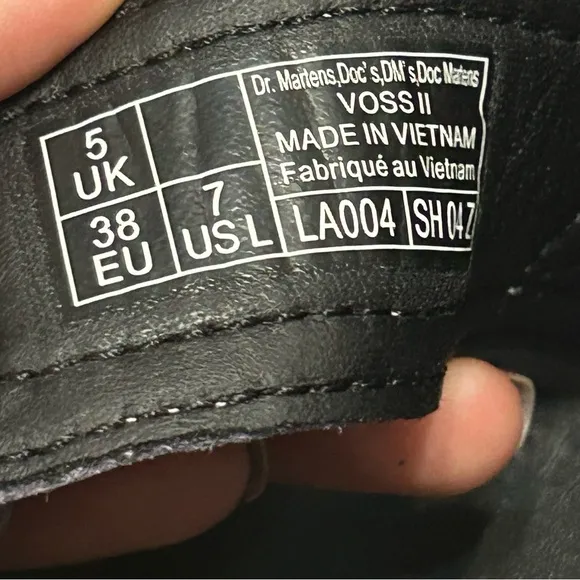 5
UK
38
EU
7
US L
Dr. Martens, Doc's, DM's, Doc Martens
VOSS II
MADE IN VIETNAM
Fabriqué au Vietnam
LA004
SH 04 Z